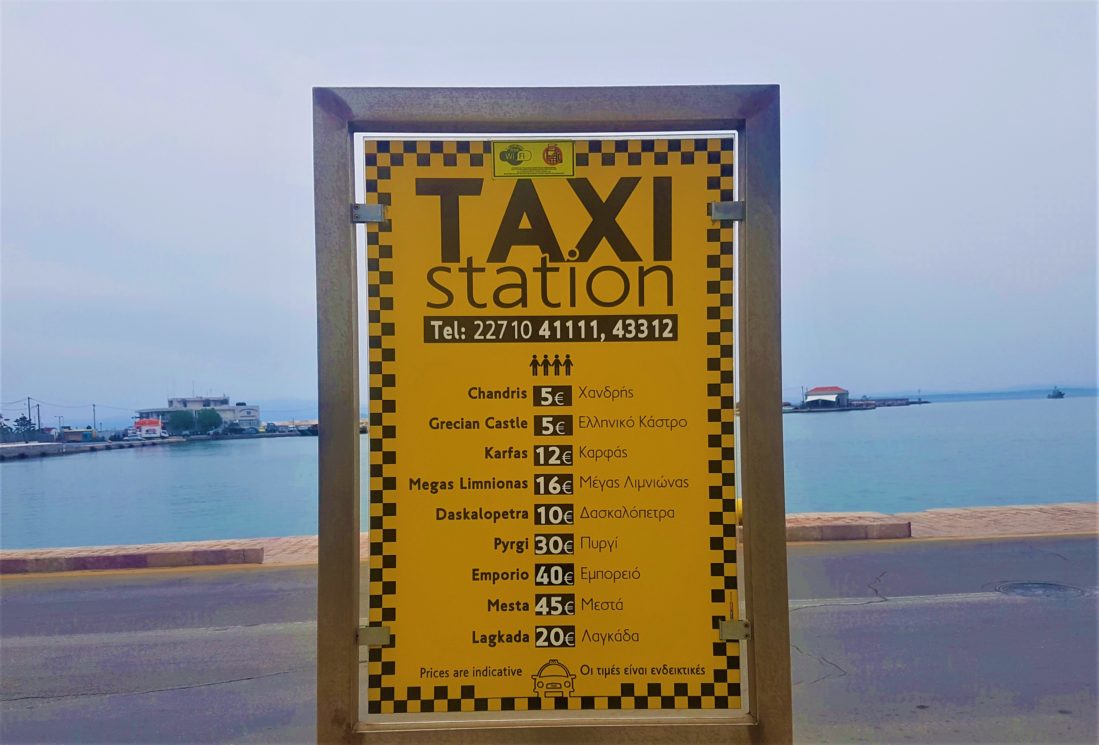 WI FI
TAXI
station
Tel: 22710 41111, 43312
Chandris 5€ Χανδρής
Grecian Castle 5€ Ελληνικό Κάστρο
Karfas 12€ Καρφάς
Megas Limnionas 16€ Μέγας Λιμνιώνας
Daskalopetra 10€ Δασκαλόπετρα
Pyrgi 30€ Πυργί
Emporio 40€ Εμπορειό
Mesta 45€ Μεστά
Lagkada 20€ Λαγκάδα
Prices are indicative Οι τιμές είναι ενδεικτικές